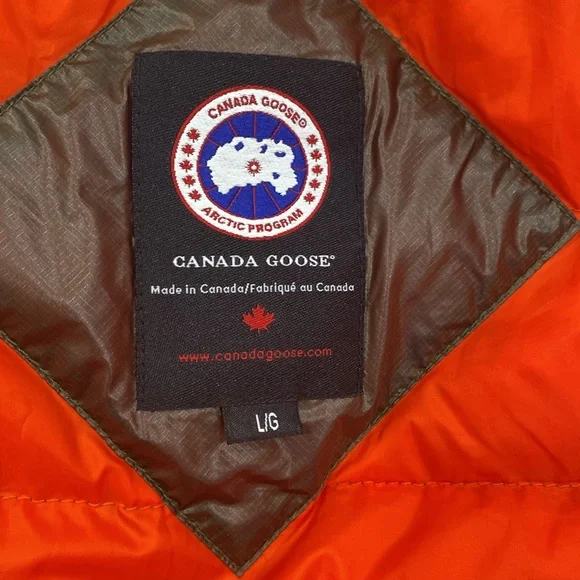 CANADA GOOSE®
ARCTIC PROGRAM
CANADA GOOSE®
Made in Canada/Fabriqué au Canada
www.canadagoose.com
L/G